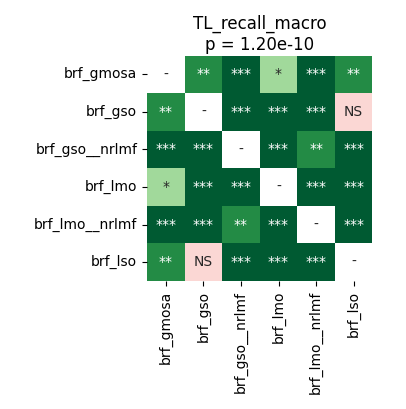 TL_recall_macro
p = 1.20e-10
brf_gmosa - ** *** * *** **
brf_gso ** - *** *** *** NS
brf_gso__nrlmf *** *** - *** ** ***
brf_lmo * *** *** - *** ***
brf_lmo__nrlmf *** *** ** *** - ***
brf_lso ** NS *** *** *** -
brf_gmosa brf_gso brf_gso__nrlmf brf_lmo brf_lmo__nrlmf brf_lso